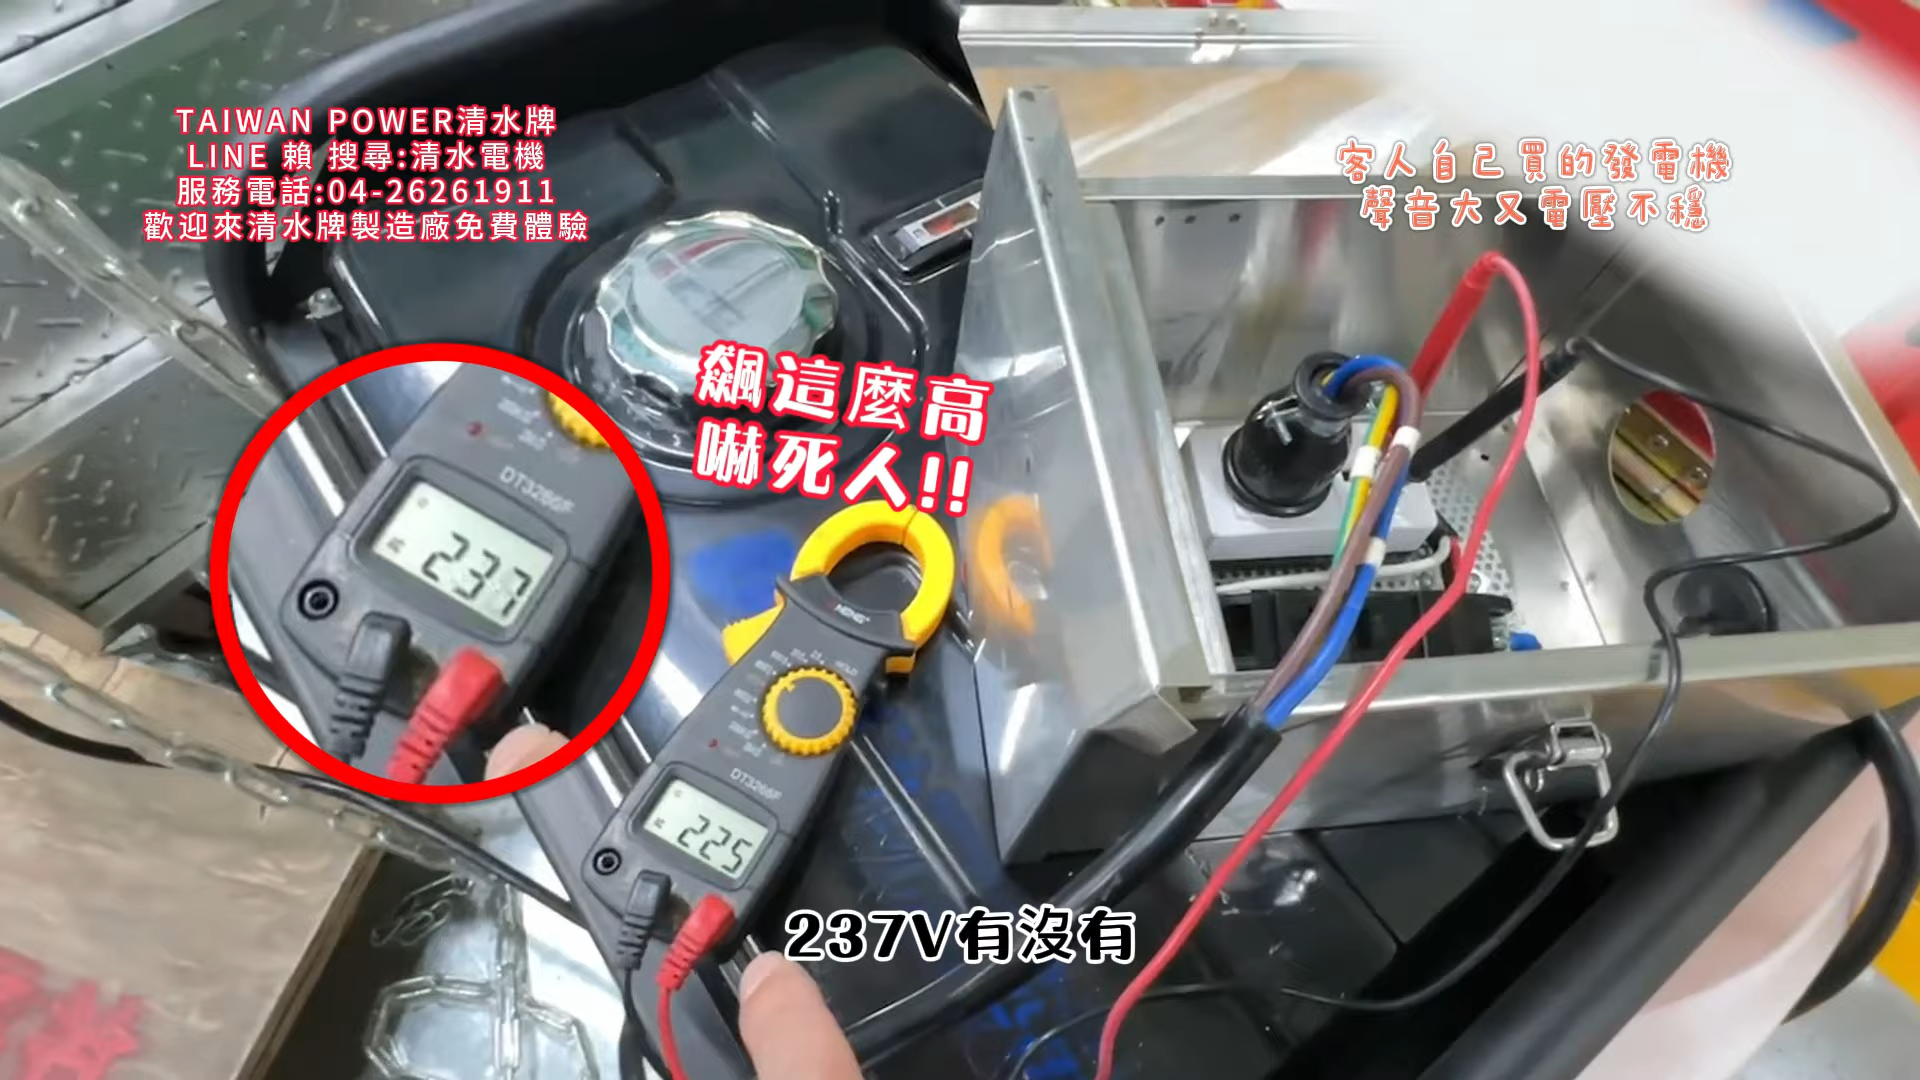 TAIWAN POWER清水牌
LINE 賴 搜尋:清水電機
服務電話:04-26261911
歡迎來清水牌製造廠免費體驗
客人自己買的發電機
聲音大又電壓不穩
飆這麼高
嚇死人!!
DT3266F
237
HOLD
DT3266F
225
237V有沒有